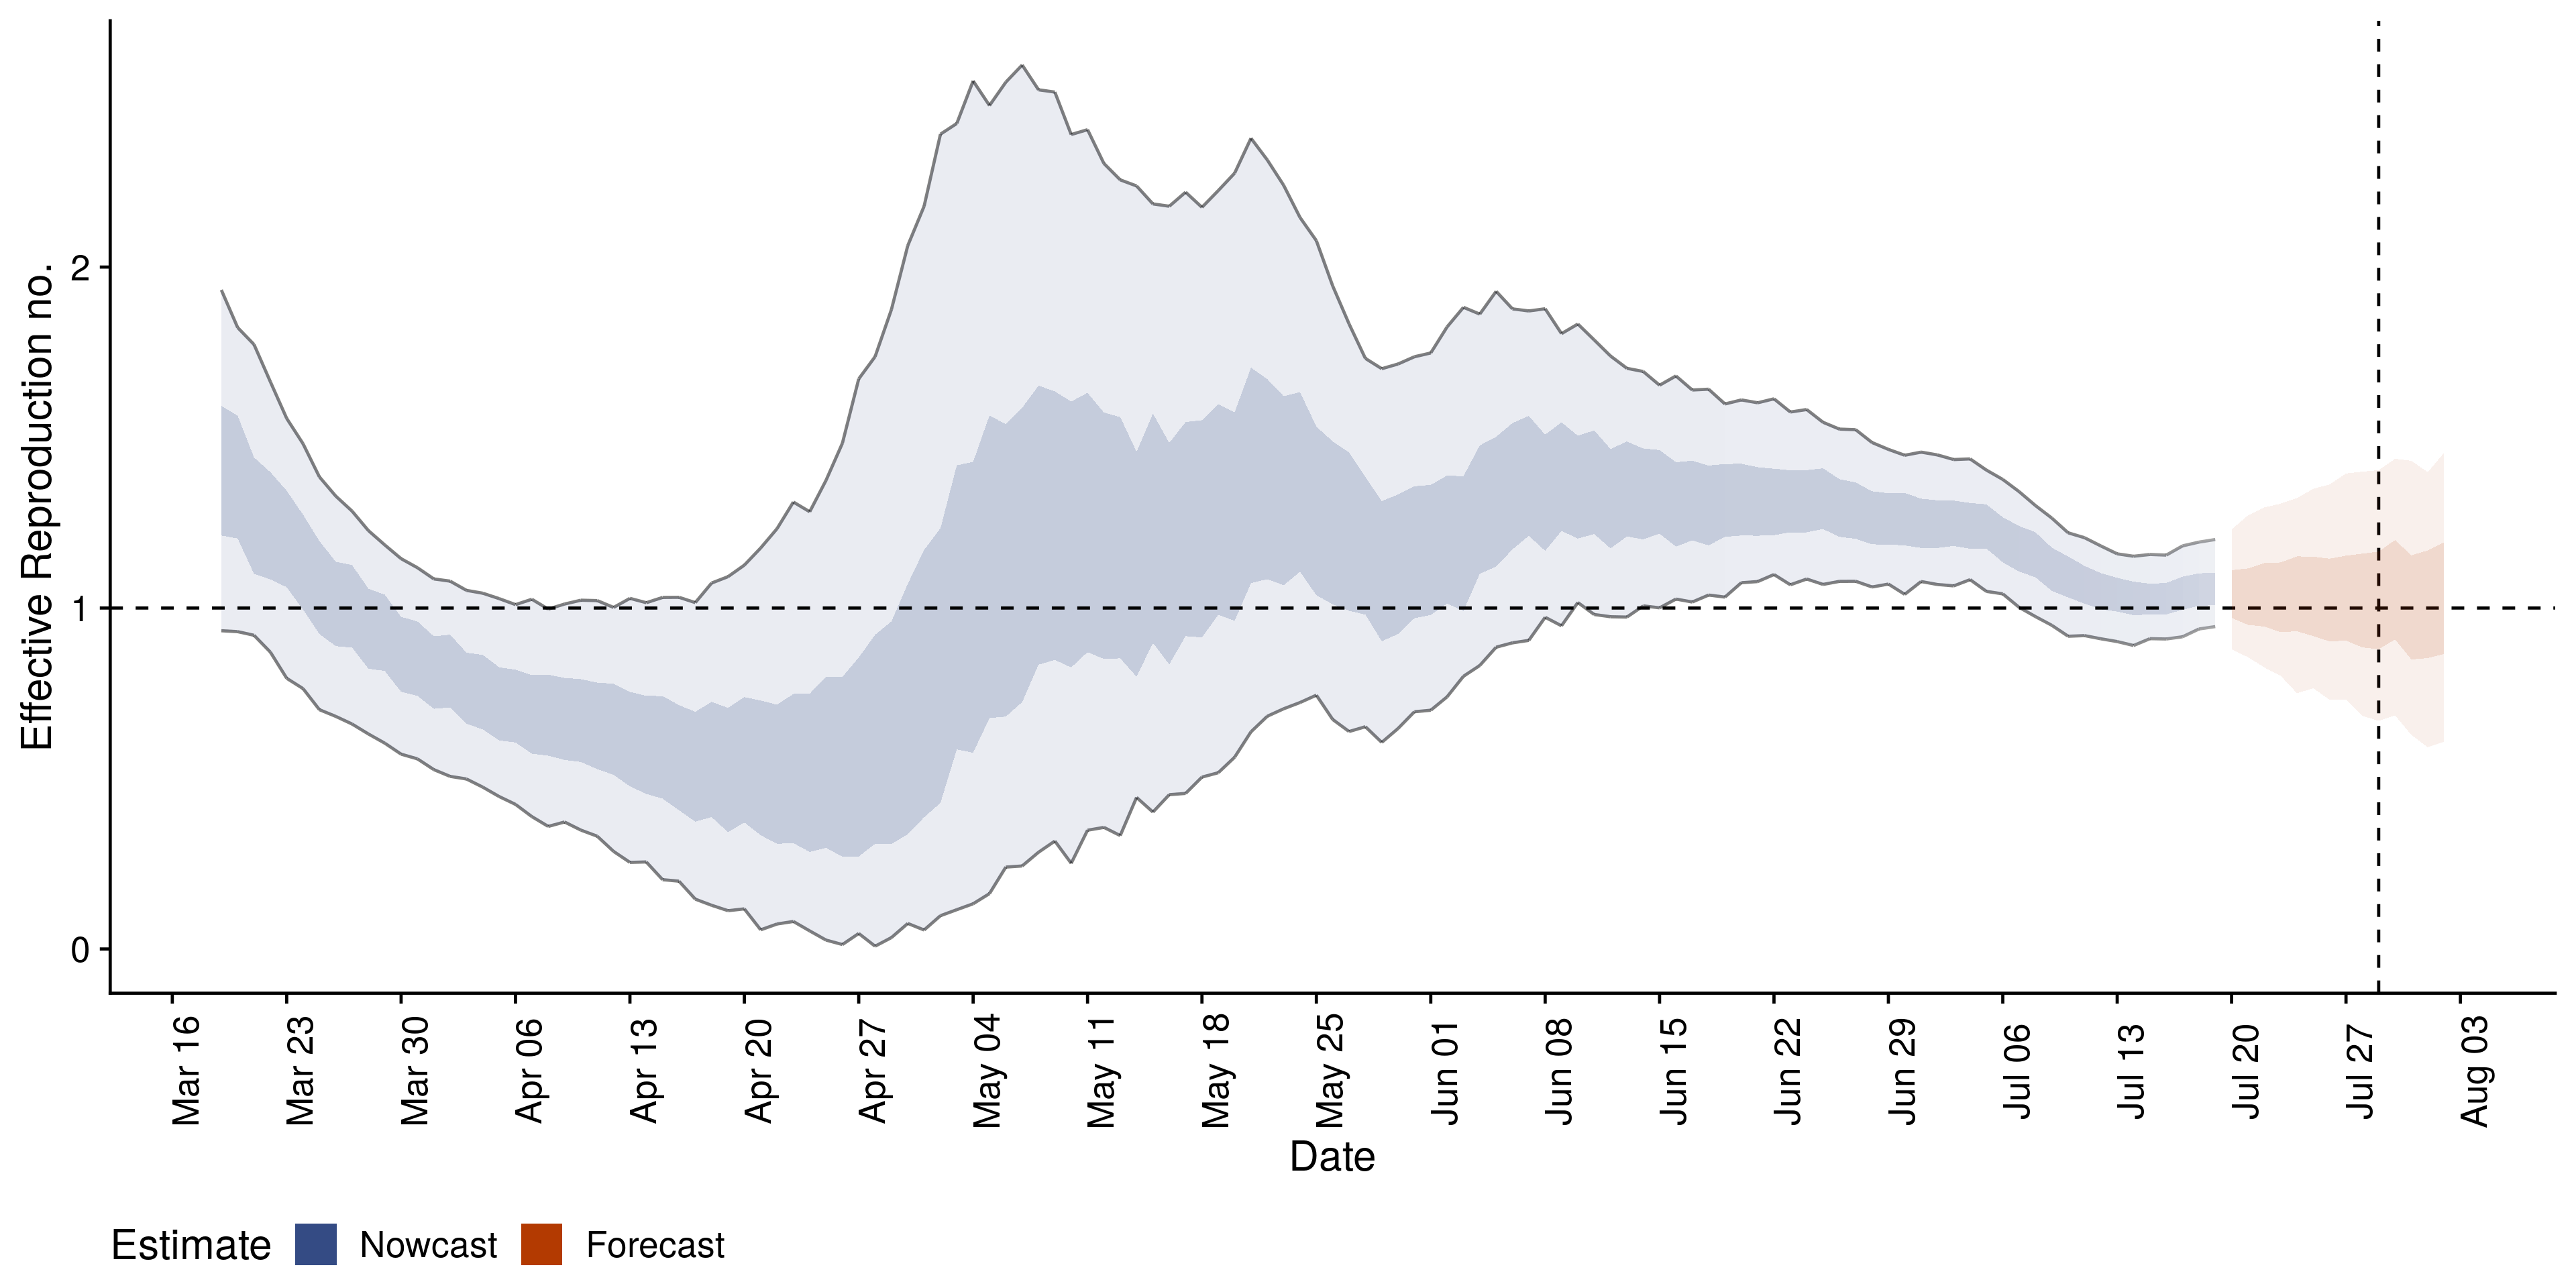 Effective Reproduction no.
2
1
0
Mar 16
Mar 23
Mar 30
Apr 06
Apr 13
Apr 20
Apr 27
May 04
May 11
May 18
May 25
Jun 01
Jun 08
Jun 15
Jun 22
Jun 29
Jul 06
Jul 13
Jul 20
Jul 27
Aug 03
Date
Estimate Nowcast Forecast